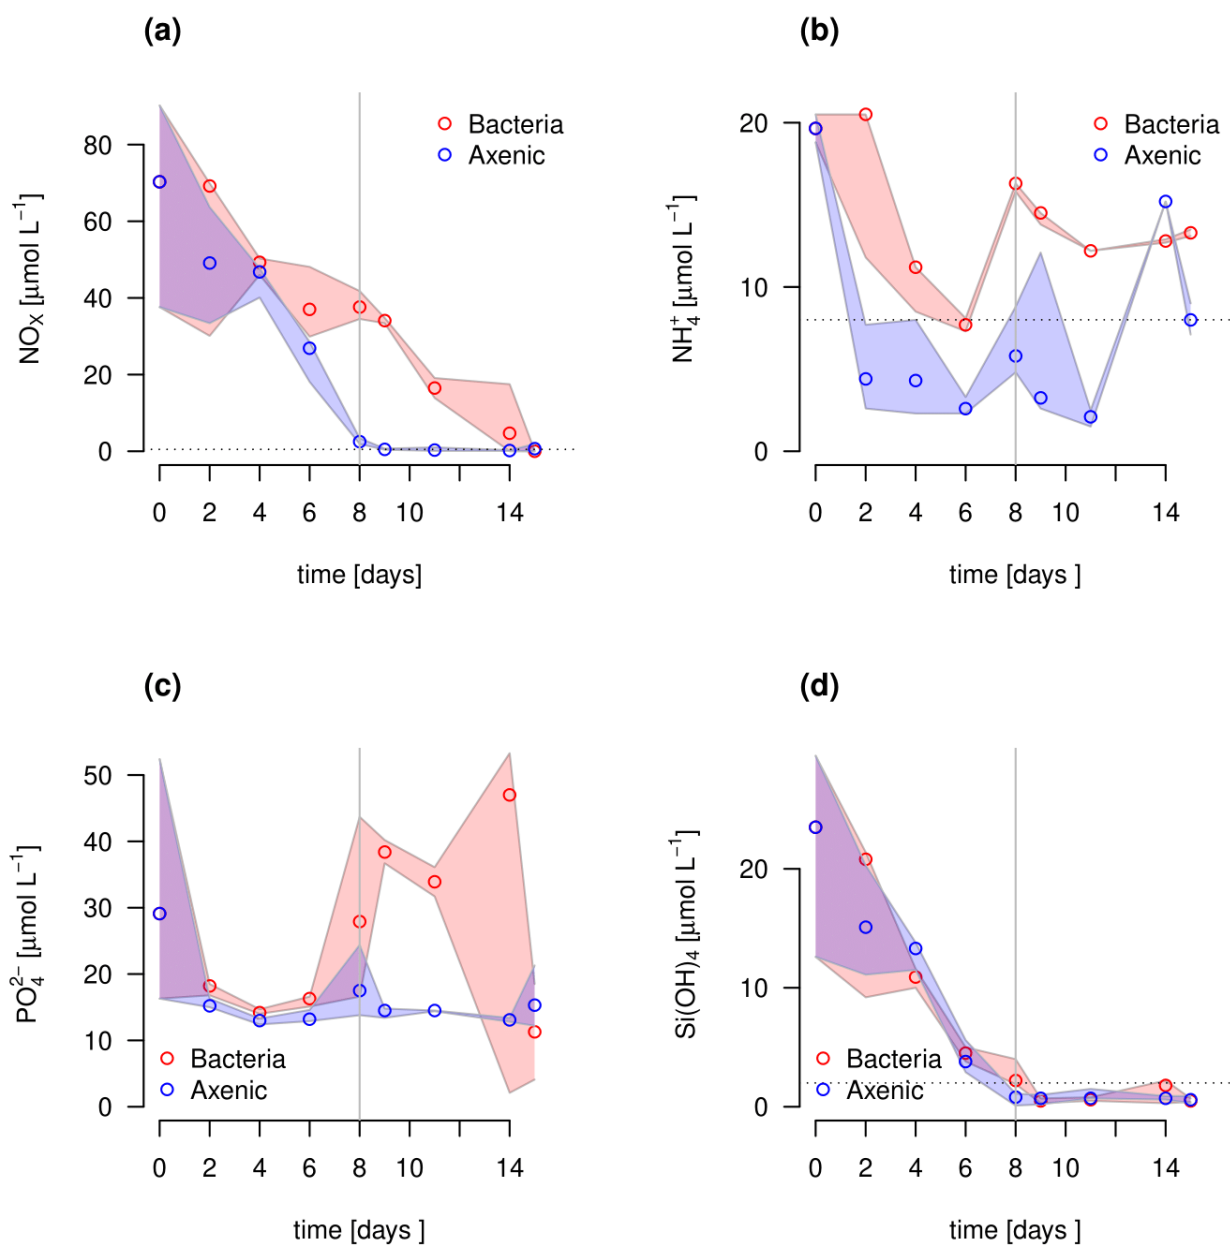 (a)
NOX [μmol L−1]
80
60
40
20
0
Bacteria
Axenic
0 2 4 6 8 10 14
time [days]
(b)
NH4+ [μmol L−1]
20
10
0
Bacteria
Axenic
0 2 4 6 8 10 14
time [days ]
(c)
PO42− [μmol L−1]
50
40
30
20
10
0
Bacteria
Axenic
0 2 4 6 8 10 14
time [days ]
(d)
Si(OH)4 [μmol L−1]
20
10
0
Bacteria
Axenic
0 2 4 6 8 10 14
time [days ]